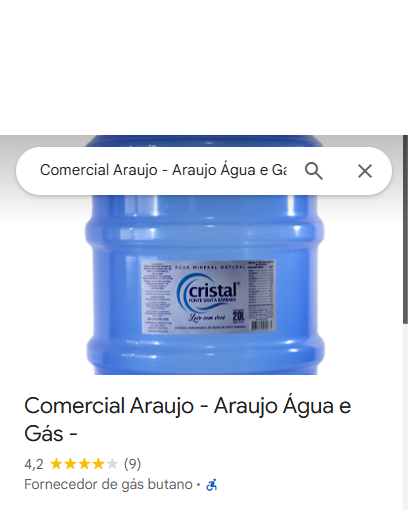 Comercial Araujo - Araujo Água e Ga
ÁGUA MINERAL NATURAL
cristal
FONTE SANTA BÁRBARA
Leve com você
20L
Comercial Araujo - Araujo Água e
Gás -
4,2 (9)
Fornecedor de gás butano ·